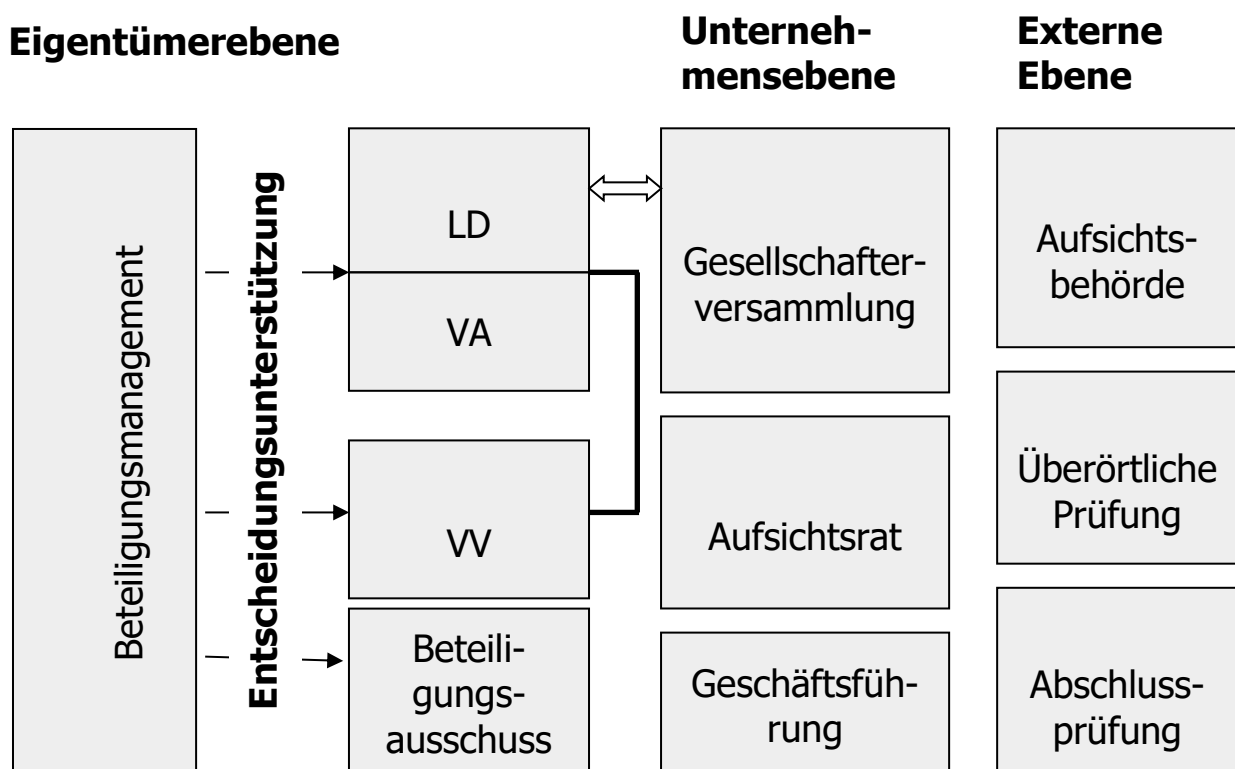 Eigentümerebene
Unterneh-
mensebene
Externe
Ebene
Beteiligungsmanagement
Entscheidungsunterstützung
LD
VA
VV
Beteili-
gungs-
ausschuss
Gesellschafter-
versammlung
Aufsichtsrat
Geschäftsfüh-
rung
Aufsichts-
behörde
Überörtliche
Prüfung
Abschluss-
prüfung